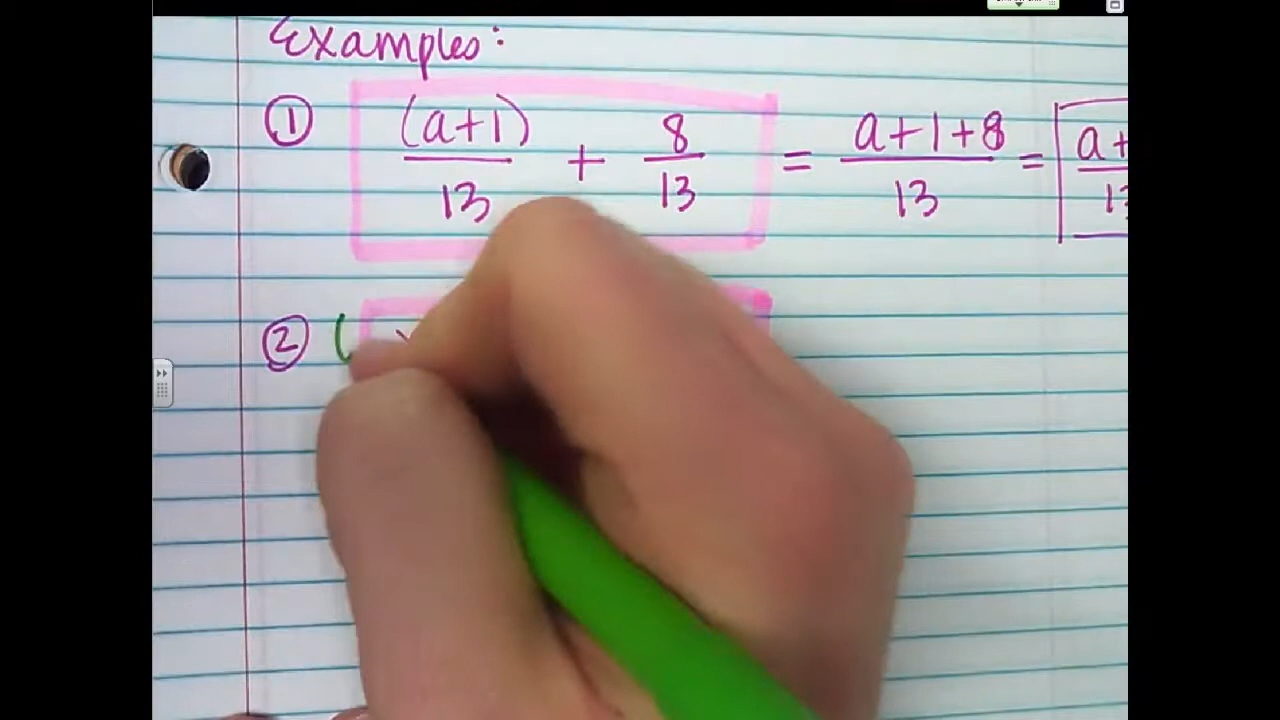 Examples:
① (a+1)/13 + 8/13 = a+1+8/13 = a+
② (